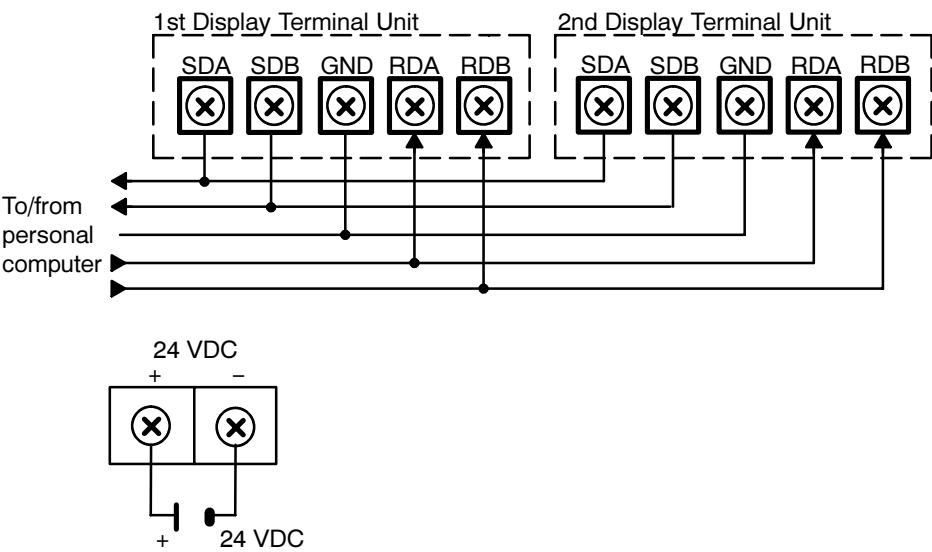 1st Display Terminal Unit
2nd Display Terminal Unit
SDA SDB GND RDA RDB
SDA SDB GND RDA RDB
To/from
personal
computer
24 VDC
+ −
+ 24 VDC